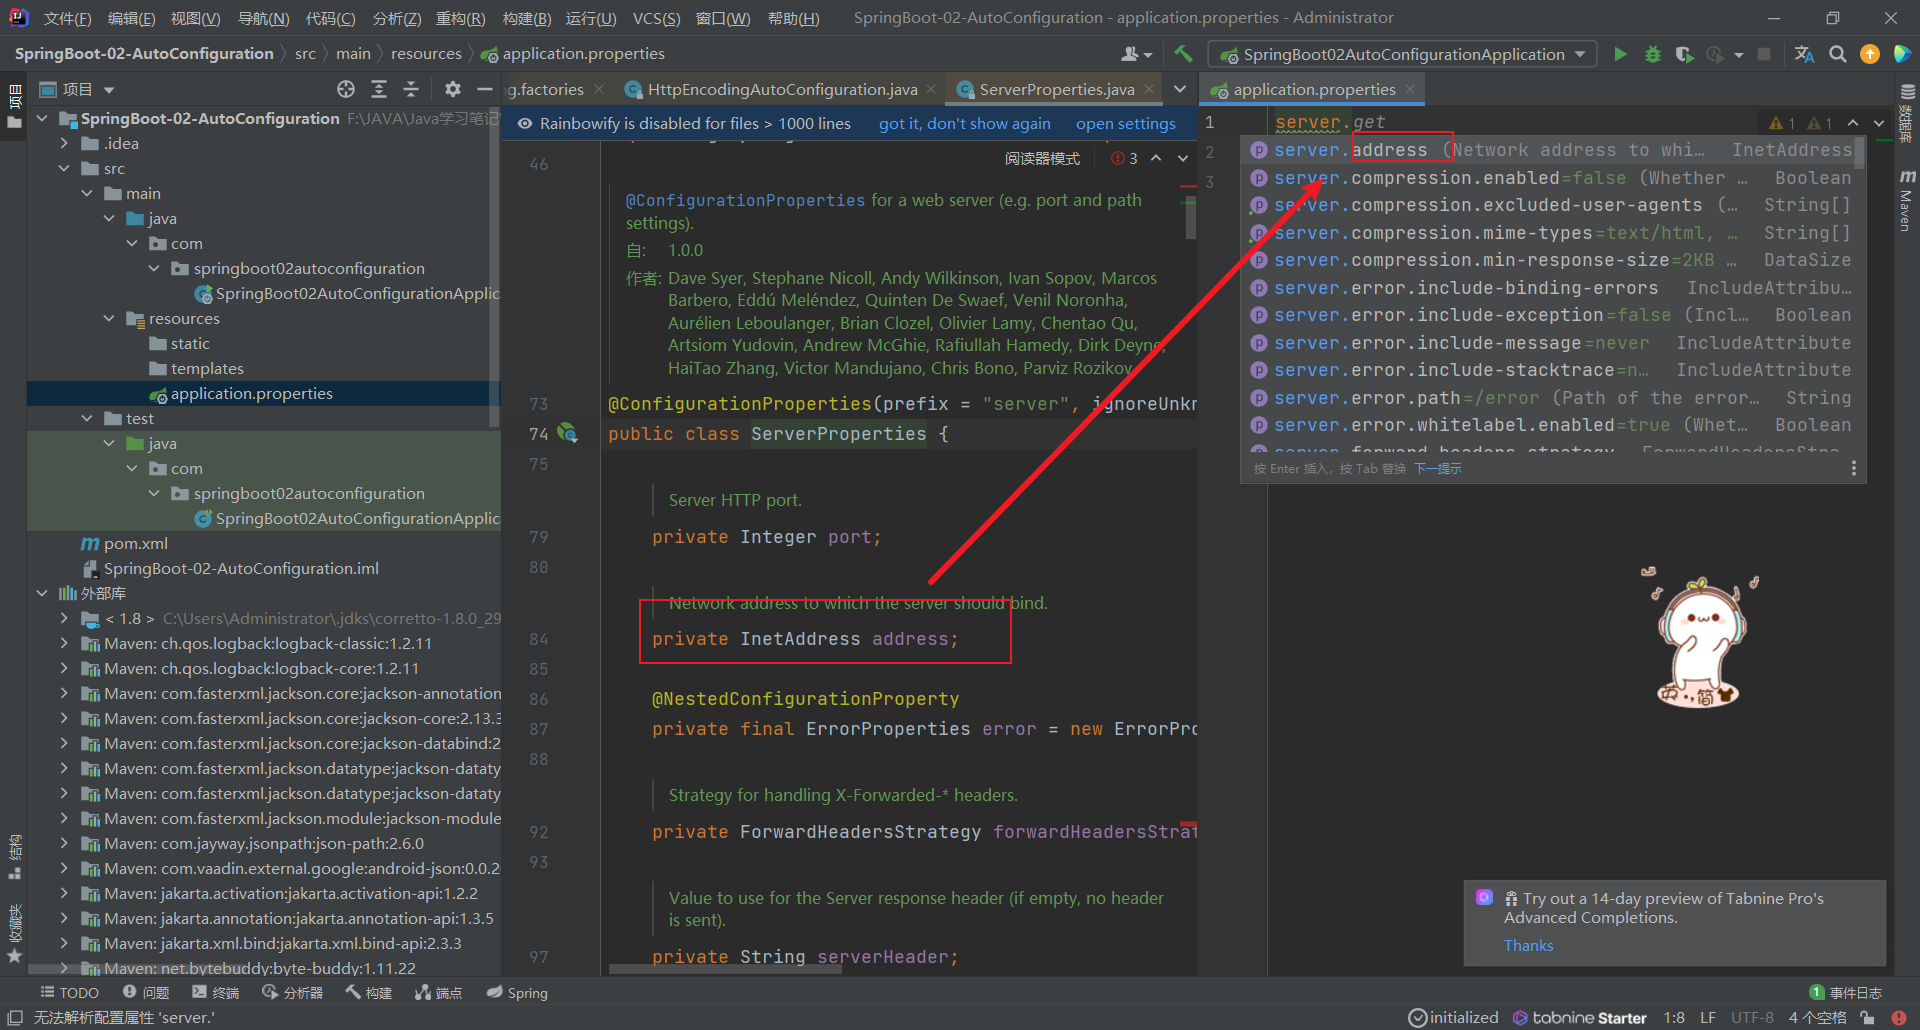 文件(F) 编辑(E) 视图(V) 导航(N) 代码(C) 分析(Z) 重构(R) 构建(B) 运行(U) VCS(S) 窗口(W) 帮助(H) SpringBoot-02-AutoConfiguration - application.properties - Administrator
SpringBoot-02-AutoConfiguration src main resources application.properties SpringBoot02AutoConfigurationApplication
项目
项目
SpringBoot-02-AutoConfiguration F:\JAVA\Java学习笔记
.idea
src
main
java
com
springboot02autoconfiguration
SpringBoot02AutoConfigurationApplic
resources
static
templates
application.properties
test
java
com
springboot02autoconfiguration
SpringBoot02AutoConfigurationApplic
pom.xml
SpringBoot-02-AutoConfiguration.iml
外部库
< 1.8 > C:\Users\Administrator\.jdks\corretto-1.8.0_29
Maven: ch.qos.logback:logback-classic:1.2.11
Maven: ch.qos.logback:logback-core:1.2.11
Maven: com.fasterxml.jackson.core:jackson-annotation
Maven: com.fasterxml.jackson.core:jackson-core:2.13.3
Maven: com.fasterxml.jackson.core:jackson-databind:2
Maven: com.fasterxml.jackson.datatype:jackson-dataty
Maven: com.fasterxml.jackson.datatype:jackson-dataty
Maven: com.fasterxml.jackson.module:jackson-module
Maven: com.jayway.jsonpath:json-path:2.6.0
Maven: com.vaadin.external.google:android-json:0.0.2
Maven: jakarta.activation:jakarta.activation-api:1.2.2
Maven: jakarta.annotation:jakarta.annotation-api:1.3.5
Maven: jakarta.xml.bind:jakarta.xml.bind-api:2.3.3
Maven: net.bytebuddy:byte-buddy:1.11.22
结构
收藏夹
g.factories HttpEncodingAutoConfiguration.java ServerProperties.java
Rainbowify is disabled for files > 1000 lines got it, don't show again open settings
46 阅读器模式 3
@ConfigurationProperties for a web server (e.g. port and path
settings).
自: 1.0.0
作者: Dave Syer, Stephane Nicoll, Andy Wilkinson, Ivan Sopov, Marcos
Barbero, Eddú Meléndez, Quinten De Swaef, Venil Noronha,
Aurélien Leboulanger, Brian Clozel, Olivier Lamy, Chentao Qu,
Artsiom Yudovin, Andrew McGhie, Rafiullah Hamedy, Dirk Deyne,
HaiTao Zhang, Victor Mandujano, Chris Bono, Parviz Rozikov
73 @ConfigurationProperties(prefix = "server", ignoreUnkn
74 public class ServerProperties {
75
Server HTTP port.
79 private Integer port;
80
Network address to which the server should bind.
84 private InetAddress address;
85
86 @NestedConfigurationProperty
87 private final ErrorProperties error = new ErrorPro
88
Strategy for handling X-Forwarded-* headers.
92 private ForwardHeadersStrategy forwardHeadersStrat
93
Value to use for the Server response header (if empty, no header
is sent).
97 private String serverHeader;
application.properties
1 server.get 1 1
2
3
server.address (Network address to whi… InetAddress
server.compression.enabled=false (Whether … Boolean
server.compression.excluded-user-agents (… String[]
server.compression.mime-types=text/html, … String[]
server.compression.min-response-size=2KB … DataSize
server.error.include-binding-errors IncludeAttribu…
server.error.include-exception=false (Incl… Boolean
server.error.include-message=never IncludeAttribute
server.error.include-stacktrace=n… IncludeAttribute
server.error.path=/error (Path of the error… String
server.error.whitelabel.enabled=true (Whet… Boolean
server.forward-headers-strategy ForwardHeadersStra…
按 Enter 插入，按 Tab 替换 下一提示
数据库
m Maven
英 ., 简
Try out a 14-day preview of Tabnine Pro's
Advanced Completions.
Thanks
TODO 问题 终端 分析器 构建 端点 Spring 1 事件日志
无法解析配置属性 'server.' initialized tabnine Starter 1:8 LF UTF-8 4 个空格